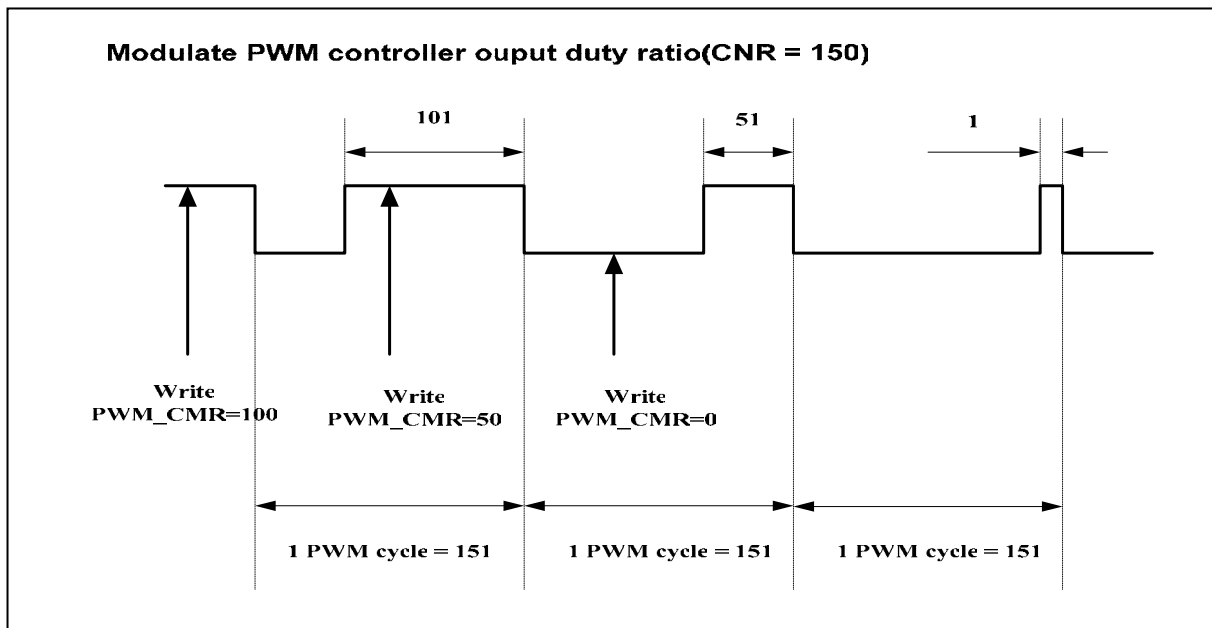 Modulate PWM controller ouput duty ratio(CNR = 150)
101
51
1
Write
PWM_CMR=100
Write
PWM_CMR=50
Write
PWM_CMR=0
1 PWM cycle = 151
1 PWM cycle = 151
1 PWM cycle = 151